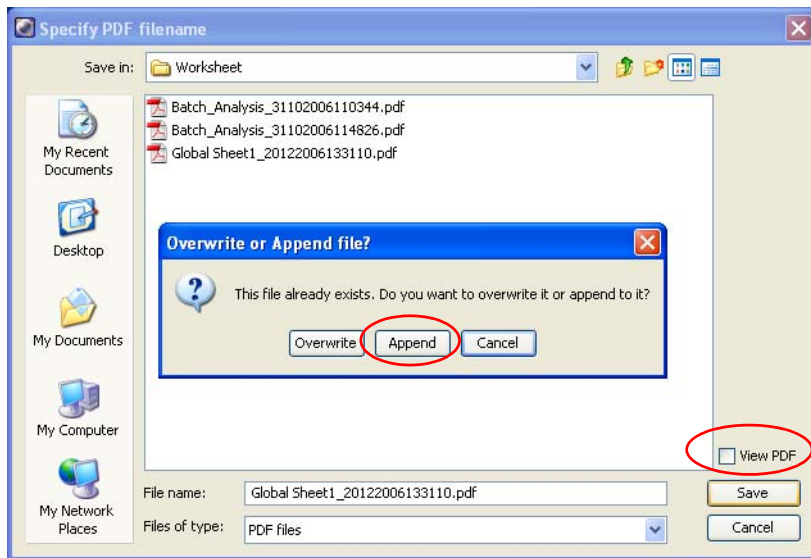 Specify PDF filename
Save in:
Worksheet
My Recent
Documents
Desktop
My Documents
My Computer
My Network
Places
Batch_Analysis_31102006110344.pdf
Batch_Analysis_31102006114826.pdf
Global Sheet1_20122006133110.pdf
Overwrite or Append file?
This file already exists. Do you want to overwrite it or append to it?
Overwrite
Append
Cancel
View PDF
File name:
Global Sheet1_20122006133110.pdf
Save
Files of type:
PDF files
Cancel